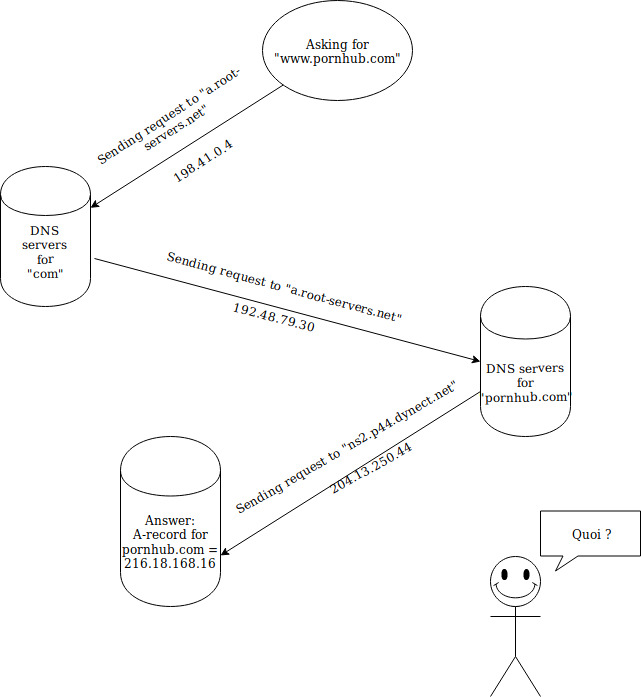 Asking for
"www.pornhub.com"
Sending request to "a.root-
servers.net"
198.41.0.4
DNS
servers
for
"com"
Sending request to "a.root-servers.net"
192.48.79.30
DNS servers
for
"pornhub.com"
Sending request to "ns2.p44.dynect.net"
204.13.250.44
Answer:
A-record for
pornhub.com =
216.18.168.16
Quoi ?